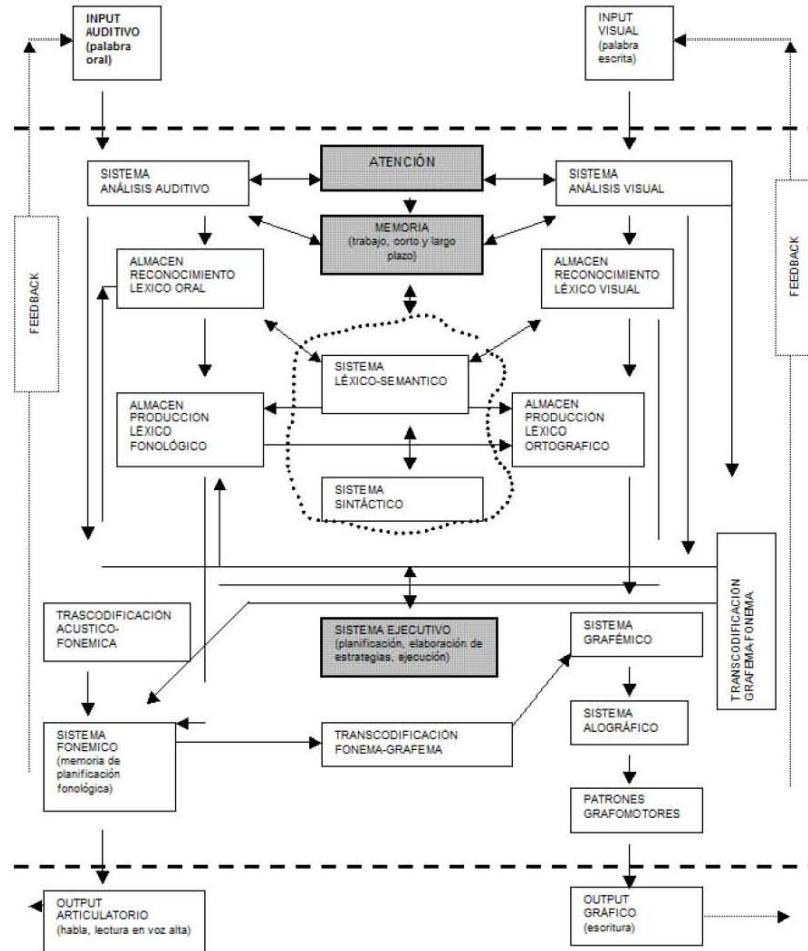 INPUT
AUDITIVO
(palabra
oral)
INPUT
VISUAL
(palabra
escrita)
SISTEMA
ANÁLISIS AUDITIVO
ATENCIÓN
SISTEMA
ANÁLISIS VISUAL
MEMORIA
(trabajo, corto y largo
plazo)
FEEDBACK
ALMACEN
RECONOCIMIENTO
LEXICO ORAL
ALMACEN
RECONOCIMIENTO
LÉXICO VISUAL
FEEDBACK
SISTEMA
LÉXICO-SEMANTICO
ALMACEN
PRODUCCION
LÉXICO
FONOLÓGICO
ALMACEN
PRODUCCIÓN
LÉXICO
ORTOGRAFICO
SISTEMA
SINTÁCTICO
TRASCODIFICACIÓN
ACUSTICO-
FONEMICA
SISTEMA EJECUTIVO
(planificación, elaboración de
estrategias, ejecución)
SISTEMA
GRAFÉMICO
TRANSCODIFICACIÓN
GRAFEMA-FONEMA
SISTEMA
FONEMICO
(memoria de
planificación
fonológica)
TRANSCODIFICACIÓN
FONEMA-GRAFEMA
SISTEMA
ALOGRÁFICO
PATRONES
GRAFOMOTORES
OUTPUT
ARTICULATORIO
(habla, lectura en voz alta)
OUTPUT
GRÁFICO
(escritura)